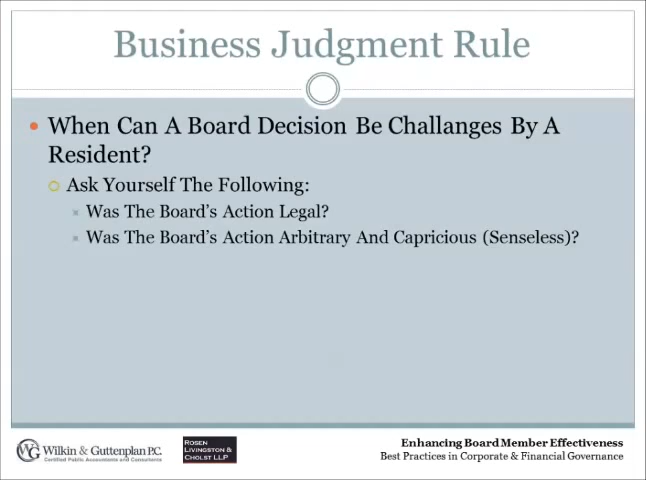 Business Judgment Rule
When Can A Board Decision Be Challanges By A
Resident?
Ask Yourself The Following:
Was The Board's Action Legal?
Was The Board's Action Arbitrary And Capricious (Senseless)?
WG Wilkin & Guttenplan P.C.
Certified Public Accountants and Consultants
ROSEN
LIVINGSTON &
CHOLST LLP
Enhancing Board Member Effectiveness
Best Practices in Corporate & Financial Governance